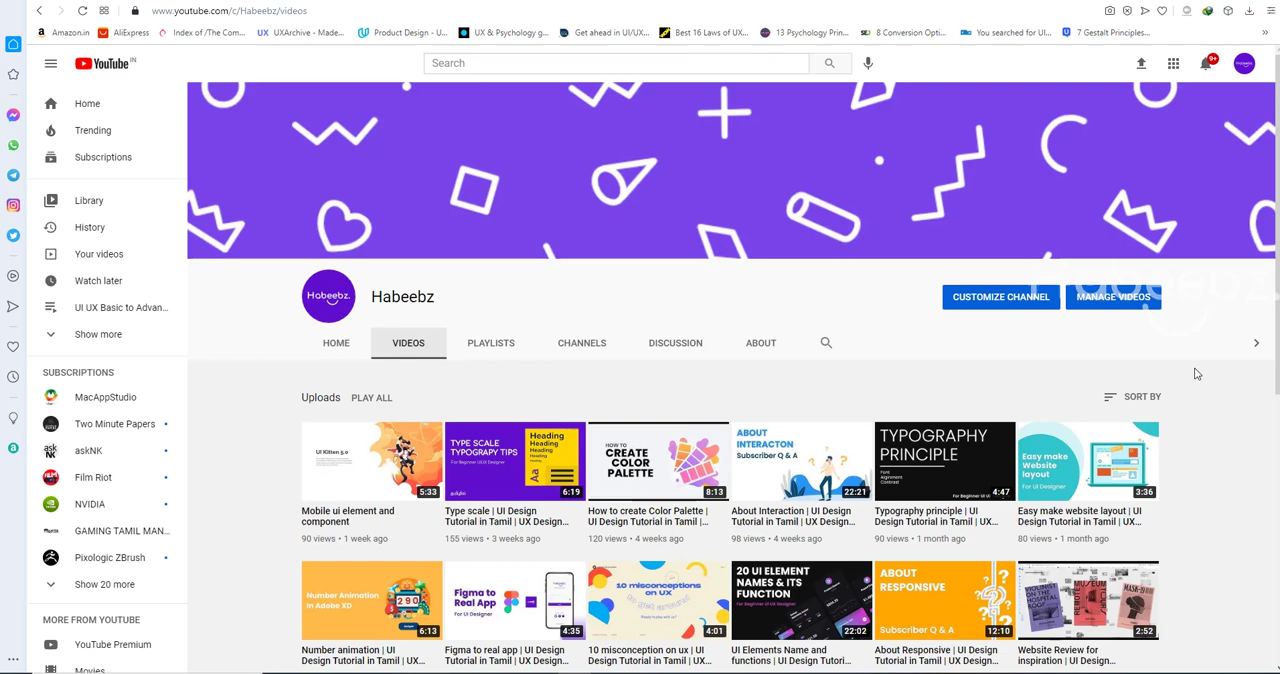 www.youtube.com/c/Habeebz/videos
Amazon.in
AliExpress
Index of /The Com...
UX UXArchive - Made...
Product Design - U...
UX & Psychology g...
Get ahead in UI/UX...
Best 16 Laws of UX...
13 Psychology Prin...
8 Conversion Opti...
You searched for UI...
7 Gestalt Principles...
YouTube IN
Search
9+
Home
Trending
Subscriptions
Library
History
Your videos
Watch later
UI UX Basic to Advan...
Show more
SUBSCRIPTIONS
MacAppStudio
Two Minute Papers
askNK
Film Riot
NVIDIA
GAMING TAMIL MAN...
Pixologic ZBrush
Show 20 more
MORE FROM YOUTUBE
YouTube Premium
Movies
Habeebz.
Habeebz
CUSTOMIZE CHANNEL
MANAGE VIDEOS
Habeebz.
HOME
VIDEOS
PLAYLISTS
CHANNELS
DISCUSSION
ABOUT
Uploads
PLAY ALL
SORT BY
UI Kitten 5.0
5:33
TYPE SCALE
TYPOGRAPY TIPS
For Beginner UIUX Designer
Heading
Heading
Heading
Aa
6:19
HOW TO
CREATE
COLOR
PALETTE
8:13
ABOUT
INTERACTON
Subscriber Q & A
22:21
TYPOGRAPHY
PRINCIPLE
Font
Alignment
Contrast
For Beginner UI UX
4:47
Easy make
Website
layout
For UI Designer
3:36
Mobile ui element and
component
90 views • 1 week ago
Type scale | UI Design
Tutorial in Tamil | UX Design...
155 views • 3 weeks ago
How to create Color Palette |
UI Design Tutorial in Tamil |...
120 views • 4 weeks ago
About Interaction | UI Design
Tutorial in Tamil | UX Design...
98 views • 4 weeks ago
Typography principle | UI
Design Tutorial in Tamil | UX...
90 views • 1 month ago
Easy make website layout | UI
Design Tutorial in Tamil | UX...
80 views • 1 month ago
Number Animation
In Adobe XD
290
6:13
Figma to
Real App
For UI Designer
4:35
10 misconception
on UX
4:01
20 UI ELEMENT
NAMES & ITS
FUNCTION
For Beginner UI UX Designer
22:02
ABOUT
RESPONSIVE
Subscriber Q & A
12:10
2:52
Number animation | UI
Design Tutorial in Tamil | UX...
Figma to real app | UI Design
Tutorial in Tamil | UX Design...
10 misconception on ux | UI
Design Tutorial in Tamil | UX...
UI Elements Name and
functions | UI Design Tutori...
About Responsive | UI Design
Tutorial in Tamil | UX Design...
Website Review for
inspiration | UI Design...